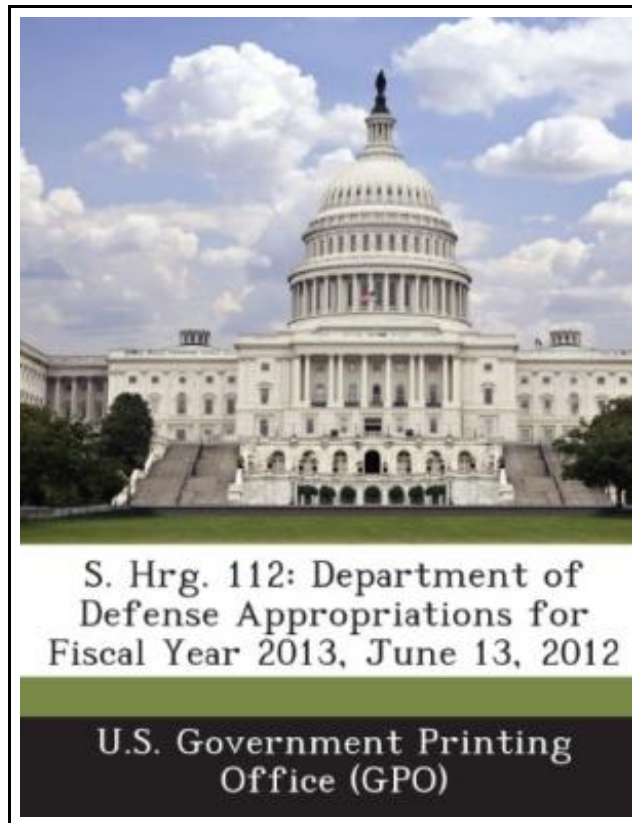 S. Hrg. 112: Department of
Defense Appropriations for
Fiscal Year 2013, June 13, 2012
U.S. Government Printing
Office (GPO)